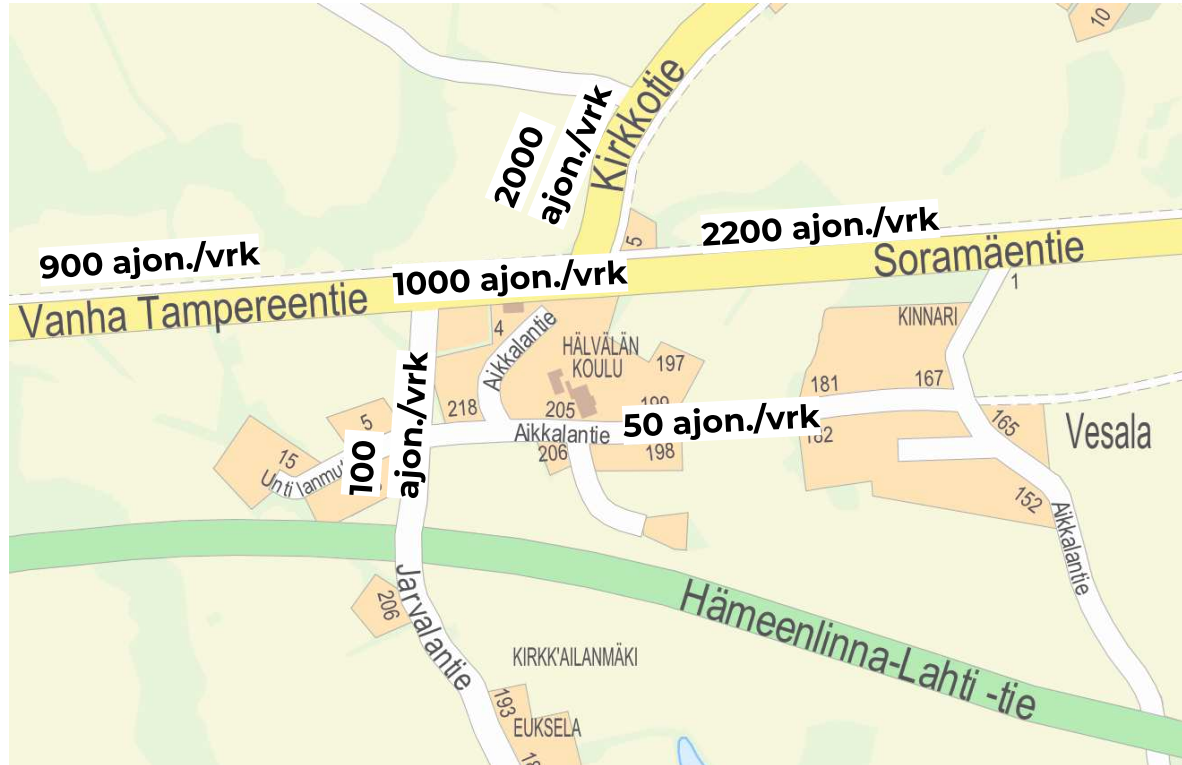 10
Kirkkotie
2000
ajon./vrk
5
2200 ajon./vrk
Soramäentie
900 ajon./vrk
1000 ajon./vrk
Vanha Tampereentie
1
KINNARI
4
Aikkalantie
HÄLVÄLÄN
KOULU
197
181
167
218
205
199
50 ajon./vrk
5
100
ajon./vrk
Aikkalantie
182
165
Vesala
206
198
15
152
Aikkalantie
206
Jarvalantie
Hämeenlinna-Lahti -tie
KIRKK'AILANMÄKI
193
EUKSELA